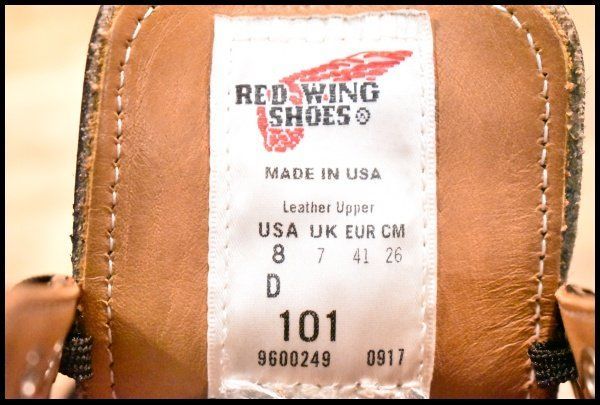 RED WING
SHOES®
MADE IN USA
Leather Upper
USA UK EUR CM
8 7 41 26
D
101
9600249 0917